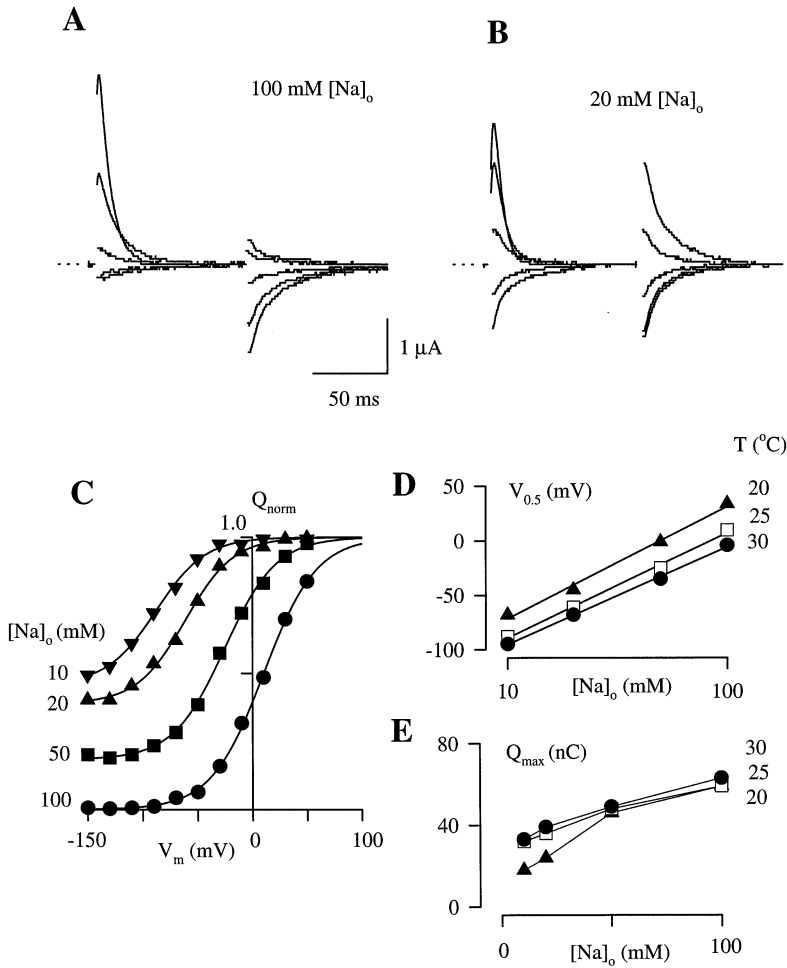 A
B
100 mM [Na]o
20 mM [Na]o
1 μA
50 ms
T (°C)
C
Qnorm
1.0
[Na]o (mM)
10
20
50
100
-150
0
100
Vm (mV)
D
V0.5 (mV)
50
0
-50
-100
20
25
30
10
[Na]o (mM)
100
E
Qmax (nC)
80
40
0
30
25
20
0
[Na]o (mM)
100